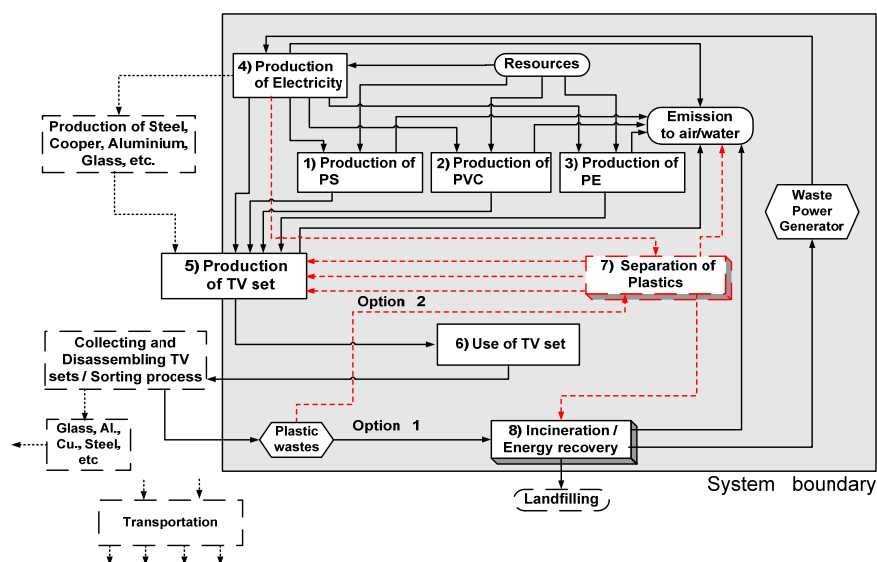 4) Production
of Electricity
Resources
Emission
to air/water
Production of Steel,
Cooper, Aluminium,
Glass, etc.
1) Production of
PS
2) Production of
PVC
3) Production of
PE
Waste
Power
Generator
5) Production
of TV set
7) Separation of
Plastics
Option 2
Collecting and
Disassembling TV
sets / Sorting process
6) Use of TV set
Glass, Al.,
Cu., Steel,
etc
Plastic
wastes
Option 1
8) Incineration /
Energy recovery
System boundary
Landfilling
Transportation